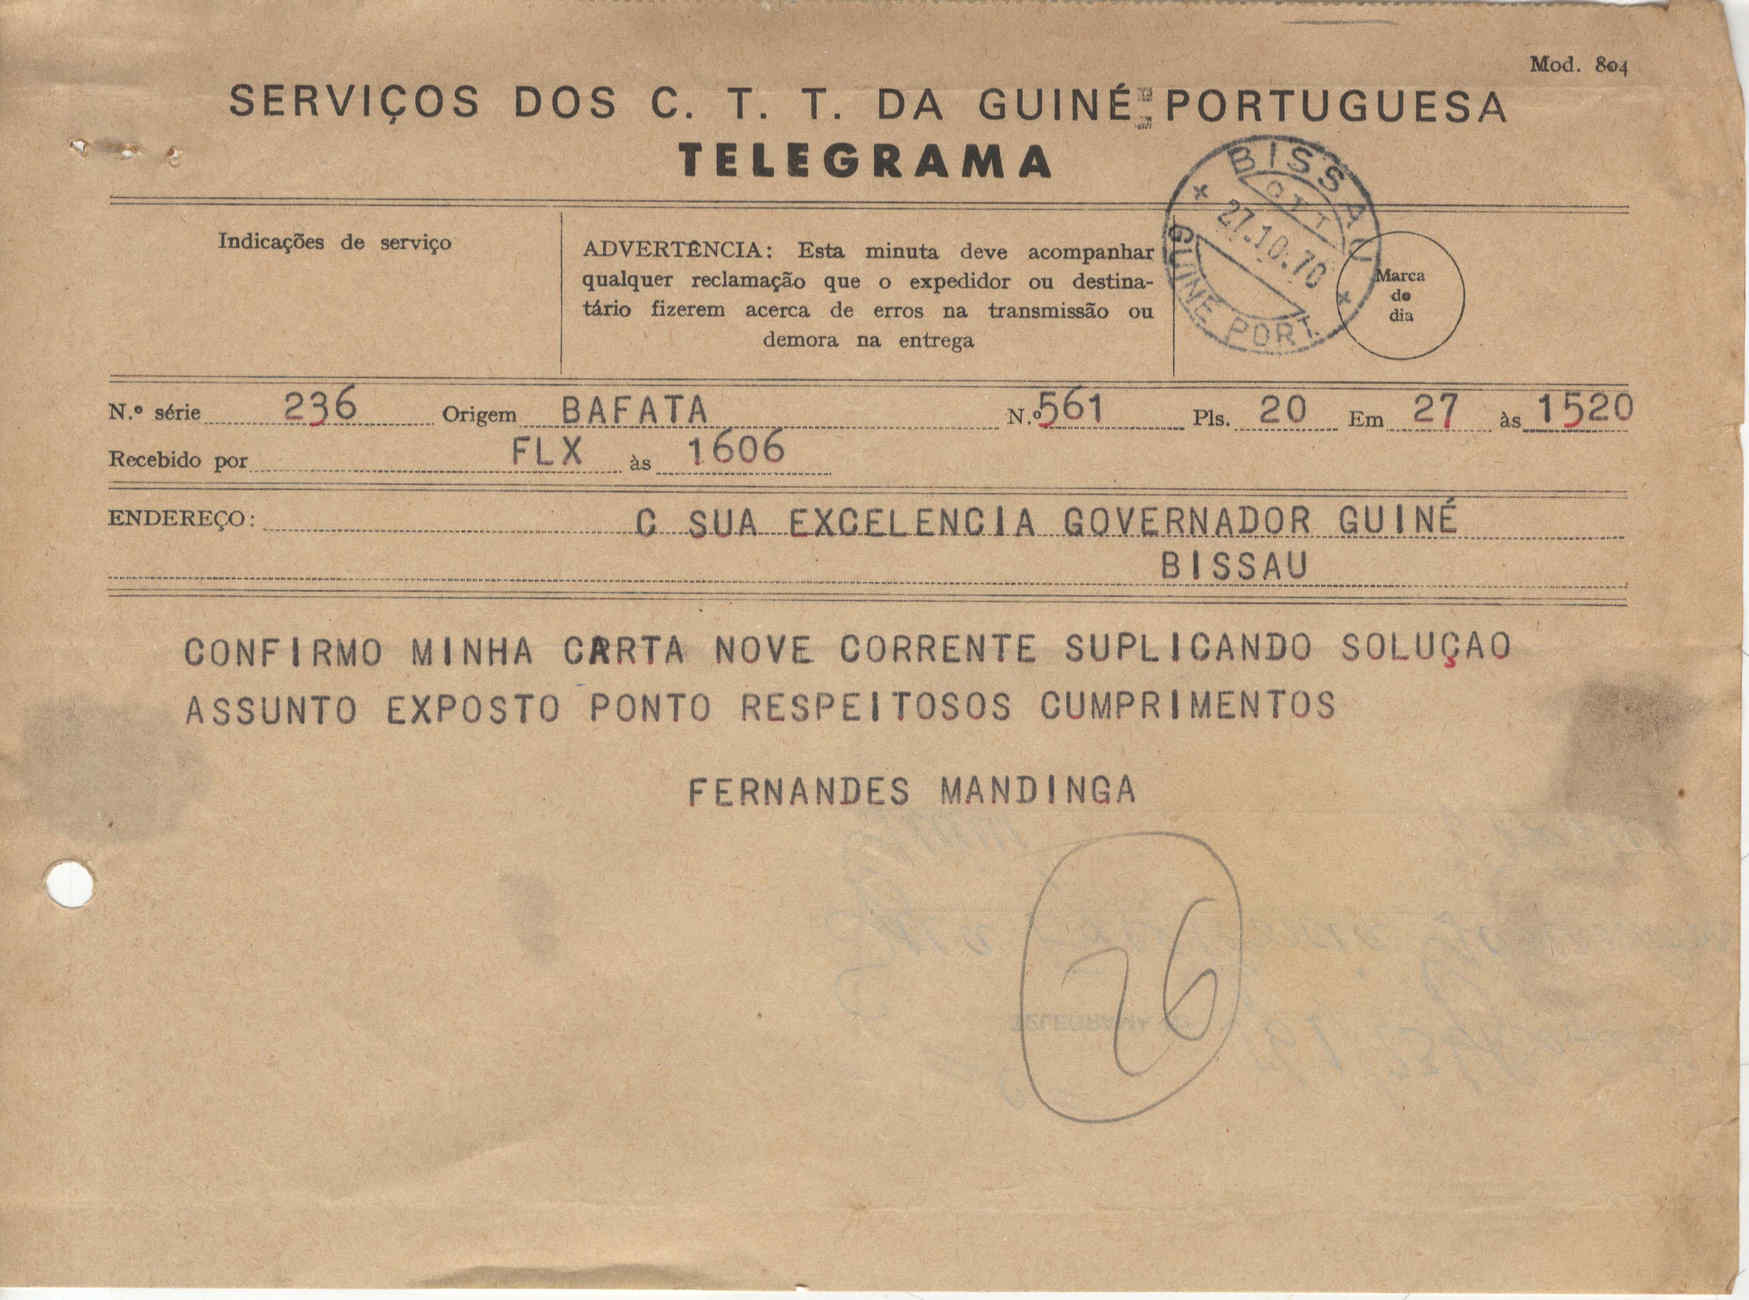 Mod. 804
SERVIÇOS DOS C. T. T. DA GUINÉ PORTUGUESA
TELEGRAMA
Indicações de serviço
ADVERTÊNCIA: Esta minuta deve acompanhar
qualquer reclamação que o expedidor ou destina-
tário fizerem acerca de erros na transmissão ou
demora na entrega
BISSAU
CTT
27.10.70
GUINÉ PORT.
Marca
do
dia
N.º série 236 Origem BAFATA N.º 561 Pls. 20 Em 27 às 1520
Recebido por FLX às 1606
ENDEREÇO: C SUA EXCELENCIA GOVERNADOR GUINÉ
BISSAU
CONFIRMO MINHA CARTA NOVE CORRENTE SUPLICANDO SOLUÇAO
ASSUNTO EXPOSTO PONTO RESPEITOSOS CUMPRIMENTOS
FERNANDES MANDINGA
26